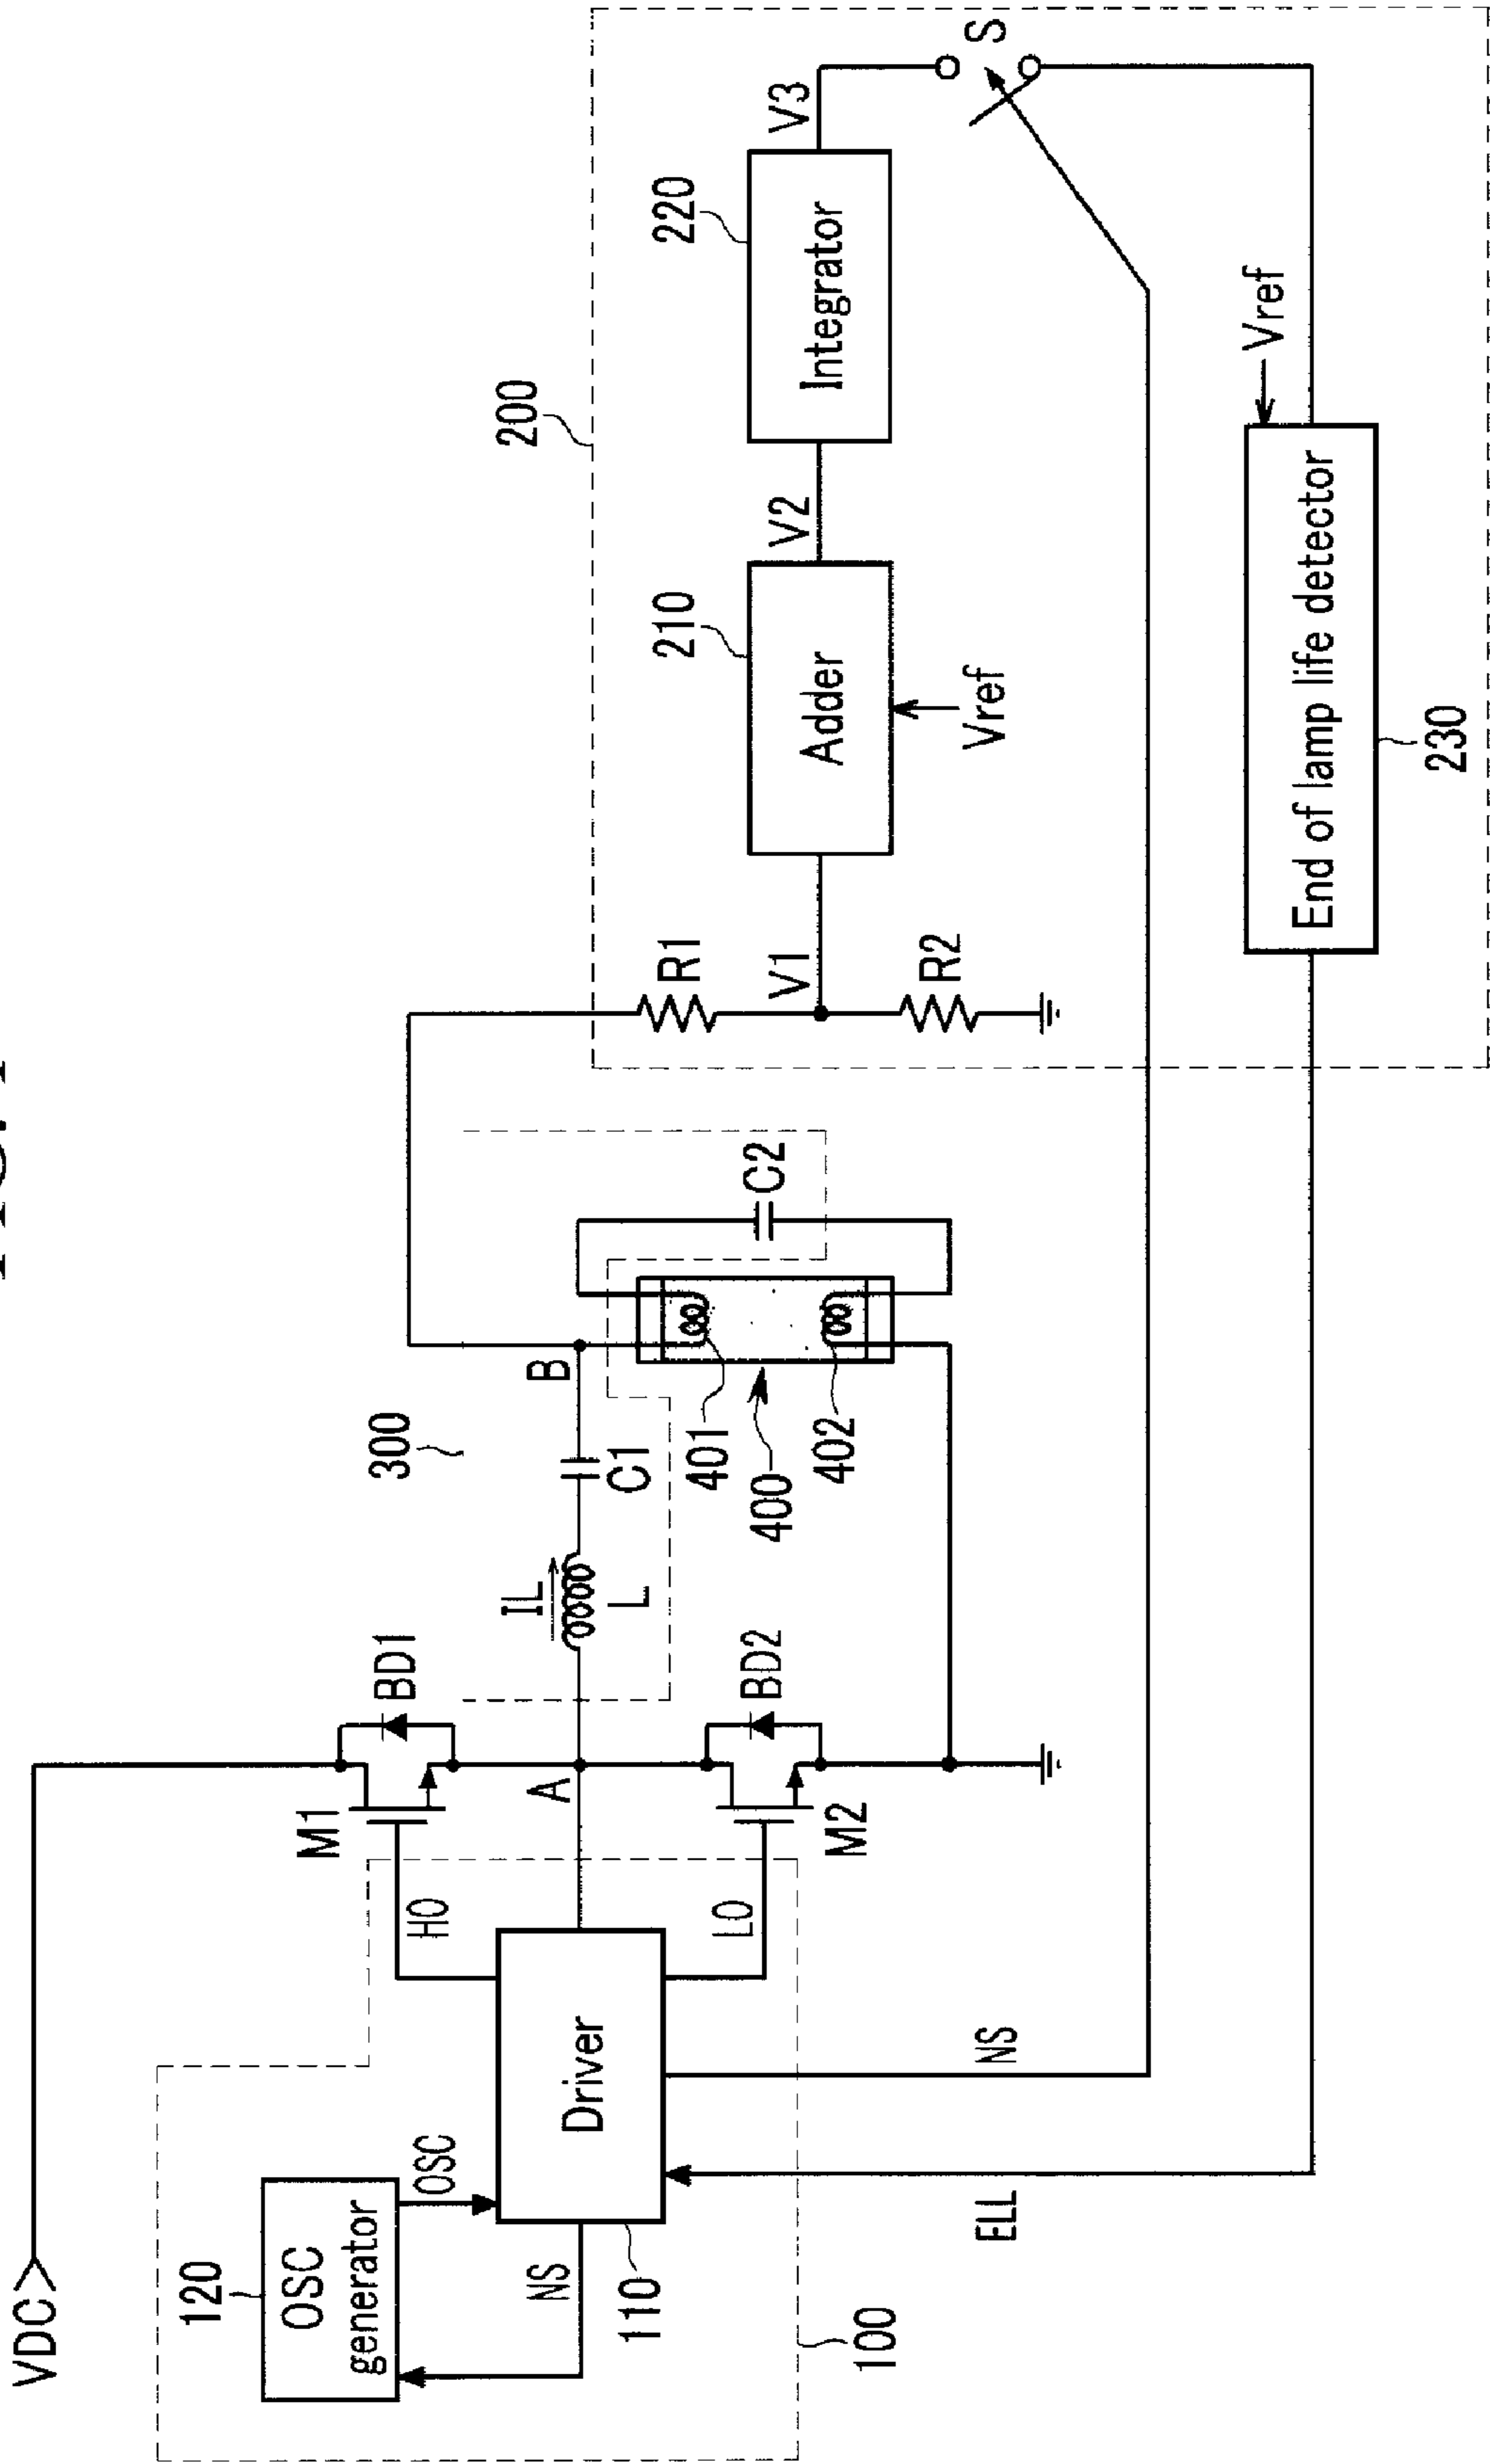 VDC
120
OSC
generator
OSC
NS
Driver
110
100
HO
LO
NS
ELL
M1
BD1
A
M2
BD2
IL
L
300
C1
B
401
400
402
C2
200
R1
V1
R2
210
Adder
Vref
V2
220
Integrator
V3
S
Vref
End of lamp life detector
230